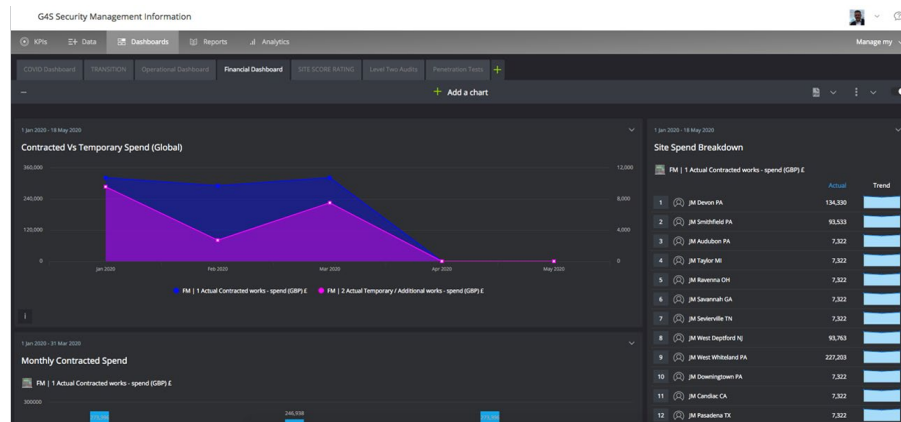 G4S Security Management Information
KPIs Data Dashboards Reports Analytics Manage my
COVID Dashboard TRANSITION Operational Dashboard Financial Dashboard SITE SCORE RATING Level Two Audits Penetration Tests +
+ Add a chart
1 Jan 2020 - 18 May 2020
Contracted Vs Temporary Spend (Global)
360,000 12,000
240,000 8,000
120,000 4,000
0 0
Jan 2020 Feb 2020 Mar 2020 Apr 2020 May 2020
FM | 1 Actual Contracted works - spend (GBP) £ FM | 2 Actual Temporary / Additional works - spend (GBP) £
i
1 Jan 2020 - 31 Mar 2020
Monthly Contracted Spend
FM | 1 Actual Contracted works - spend (GBP) £
300000
246,938
1 Jan 2020 - 18 May 2020
Site Spend Breakdown
FM | 1 Actual Contracted works - spend (GBP) £
Actual Trend
1 JM Devon PA 134,330
2 JM Smithfield PA 93,533
3 JM Audubon PA 7,322
4 JM Taylor MI 7,322
5 JM Ravenna OH 7,322
6 JM Savannah GA 7,322
7 JM Sevierville TN 7,322
8 JM West Deptford NJ 93,763
9 JM West Whiteland PA 227,203
10 JM Downingtown PA 7,322
11 JM Candiac CA 7,322
12 JM Pasadena TX 7,322